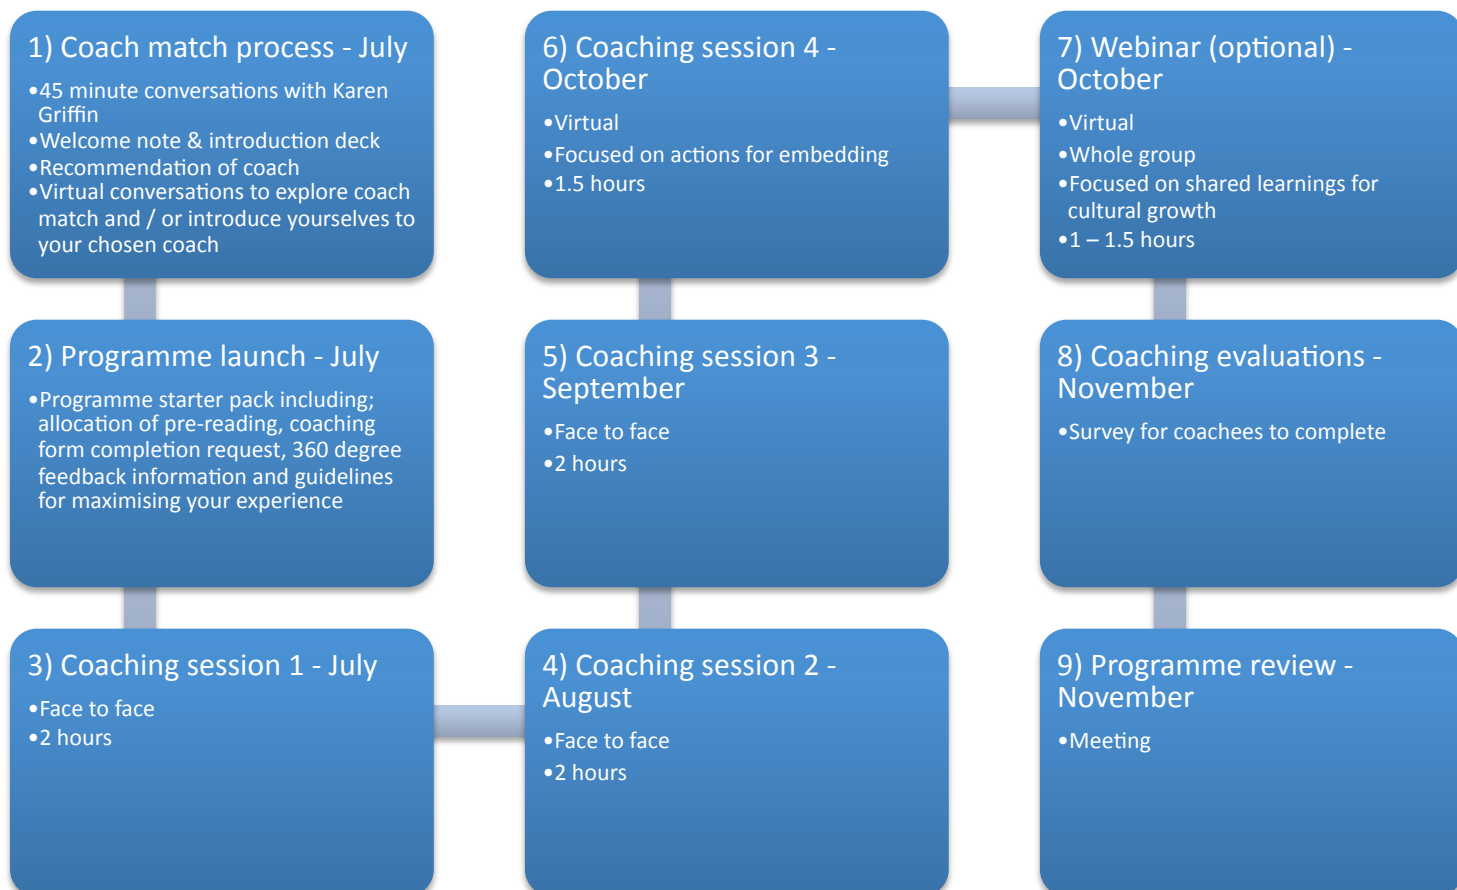 1) Coach match process - July
•45 minute conversations with Karen
Griffin
•Welcome note & introduction deck
•Recommendation of coach
•Virtual conversations to explore coach
match and / or introduce yourselves to
your chosen coach
2) Programme launch - July
•Programme starter pack including;
allocation of pre-reading, coaching
form completion request, 360 degree
feedback information and guidelines
for maximising your experience
3) Coaching session 1 - July
•Face to face
•2 hours
4) Coaching session 2 -
August
•Face to face
•2 hours
5) Coaching session 3 -
September
•Face to face
•2 hours
6) Coaching session 4 -
October
•Virtual
•Focused on actions for embedding
•1.5 hours
7) Webinar (optional) -
October
•Virtual
•Whole group
•Focused on shared learnings for
cultural growth
•1 – 1.5 hours
8) Coaching evaluations -
November
•Survey for coachees to complete
9) Programme review -
November
•Meeting